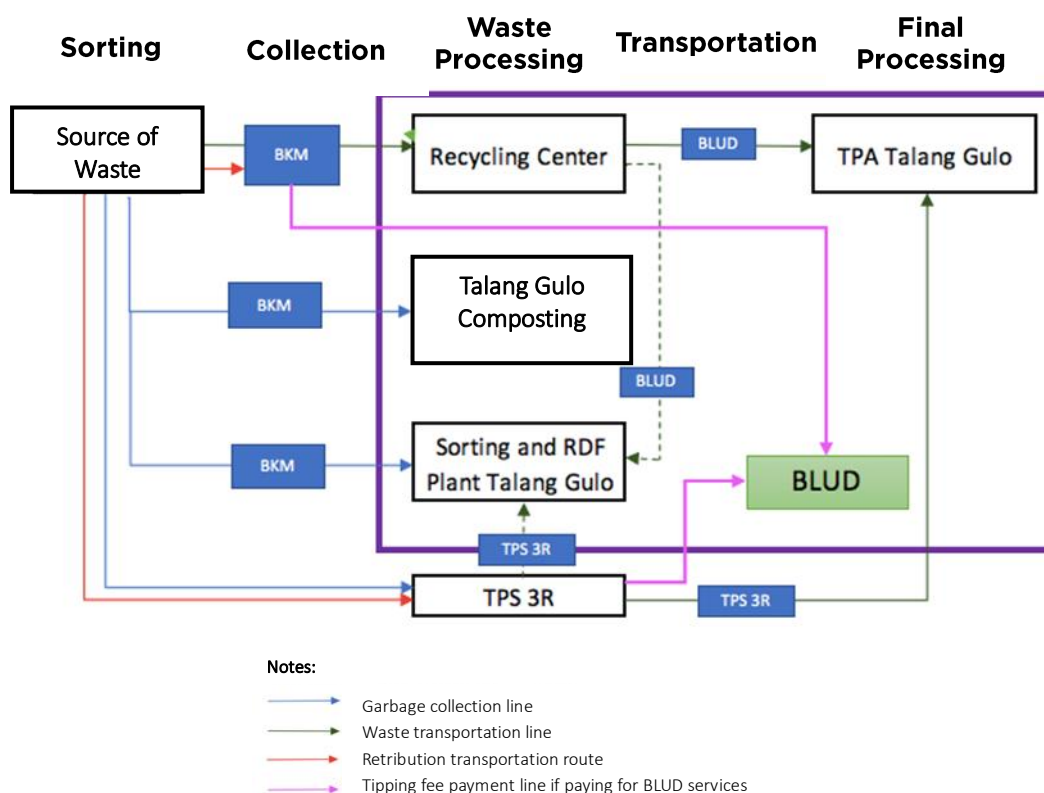 Sorting
Collection
Waste
Processing
Transportation
Final
Processing
Source of
Waste
BKM
Recycling Center
BLUD
TPA Talang Gulo
BKM
Talang Gulo
Composting
BLUD
BKM
Sorting and RDF
Plant Talang Gulo
BLUD
TPS 3R
TPS 3R
TPS 3R
Notes:
Garbage collection line
Waste transportation line
Retribution transportation route
Tipping fee payment line if paying for BLUD services